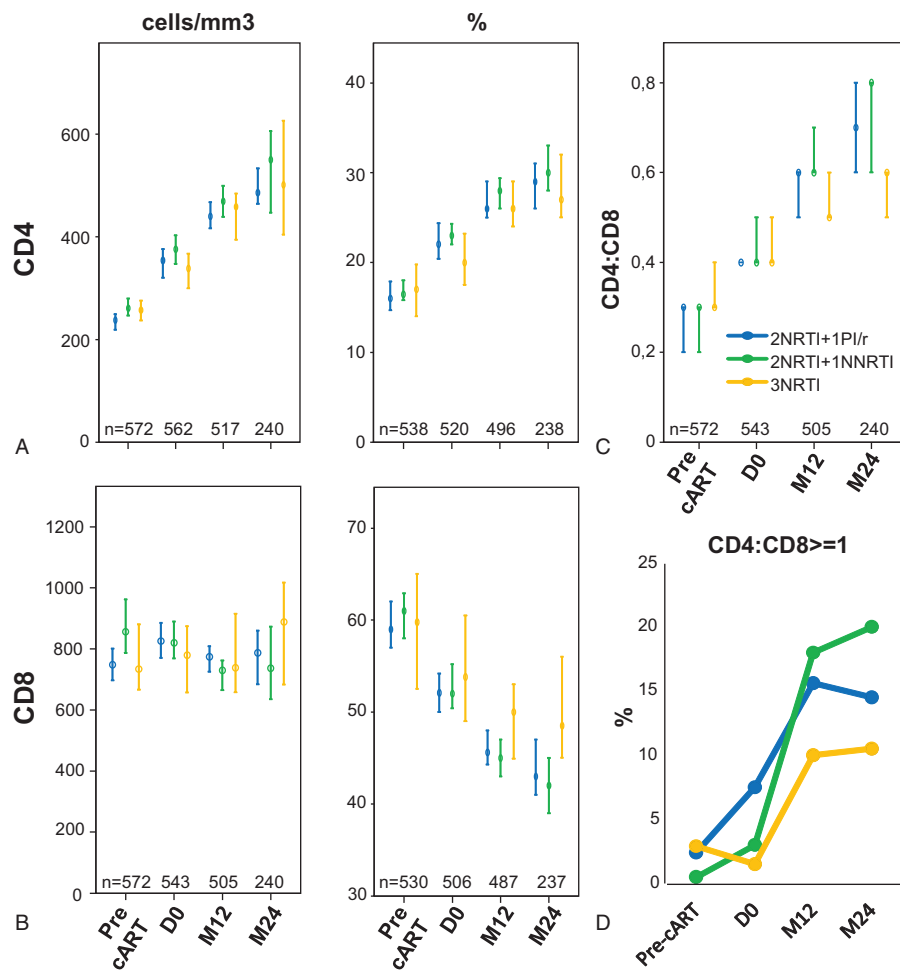 cells/mm3
%
A
CD4
600
400
200
0
n=572 562 517 240
40
30
20
10
0
n=538 520 496 238
CD4:CD8
0,8
0,6
0,4
0,2
0
2NRTI+1PI/r
2NRTI+1NNRTI
3NRTI
n=572 543 505 240
C
Pre cART
D0
M12
M24
B
CD8
1200
1000
800
600
400
200
0
n=572 543 505 240
Pre cART
D0
M12
M24
70
60
50
40
30
n=530 506 487 237
Pre cART
D0
M12
M24
CD4:CD8>=1
%
25
20
15
10
5
0
D
Pre-cART
D0
M12
M24